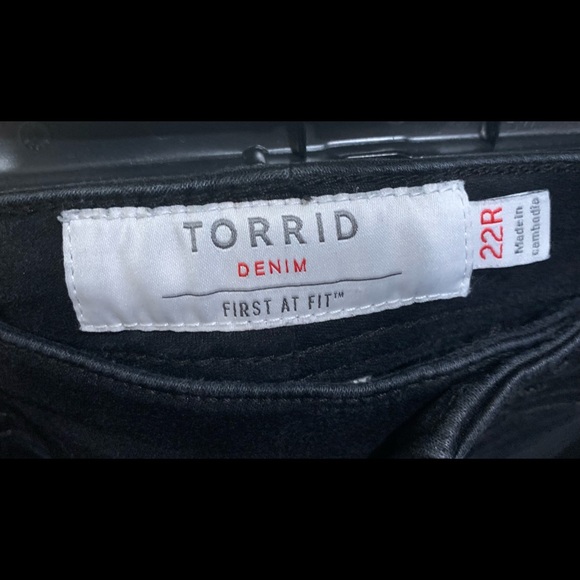 TORRID
DENIM
FIRST AT FIT™
22R
Made in
cambodia